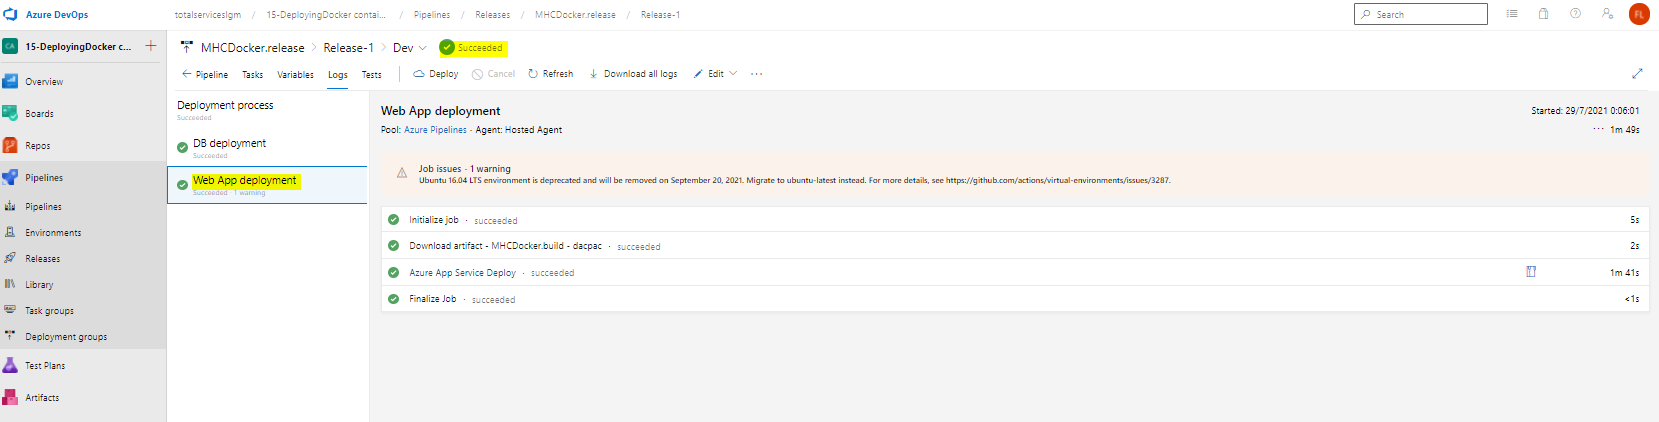 Azure DevOps
totalserviceslgm / 15-DeployingDocker contai... / Pipelines / Releases / MHCDocker.release / Release-1
Search
FL
CA 15-DeployingDocker c...
Overview
Boards
Repos
Pipelines
Pipelines
Environments
Releases
Library
Task groups
Deployment groups
Test Plans
Artifacts
MHCDocker.release > Release-1 > Dev Succeeded
Pipeline Tasks Variables Logs Tests Deploy Cancel Refresh Download all logs Edit ...
Deployment process
Succeeded
DB deployment
Succeeded
Web App deployment
Succeeded · 1 warning
Web App deployment
Started: 29/7/2021 0:06:01
Pool: Azure Pipelines · Agent: Hosted Agent
... 1m 49s
Job issues · 1 warning
Ubuntu 16.04 LTS environment is deprecated and will be removed on September 20, 2021. Migrate to ubuntu-latest instead. For more details, see https://github.com/actions/virtual-environments/issues/3287.
Initialize job · succeeded 5s
Download artifact - MHCDocker.build - dacpac · succeeded 2s
Azure App Service Deploy · succeeded 1m 41s
Finalize Job · succeeded <1s